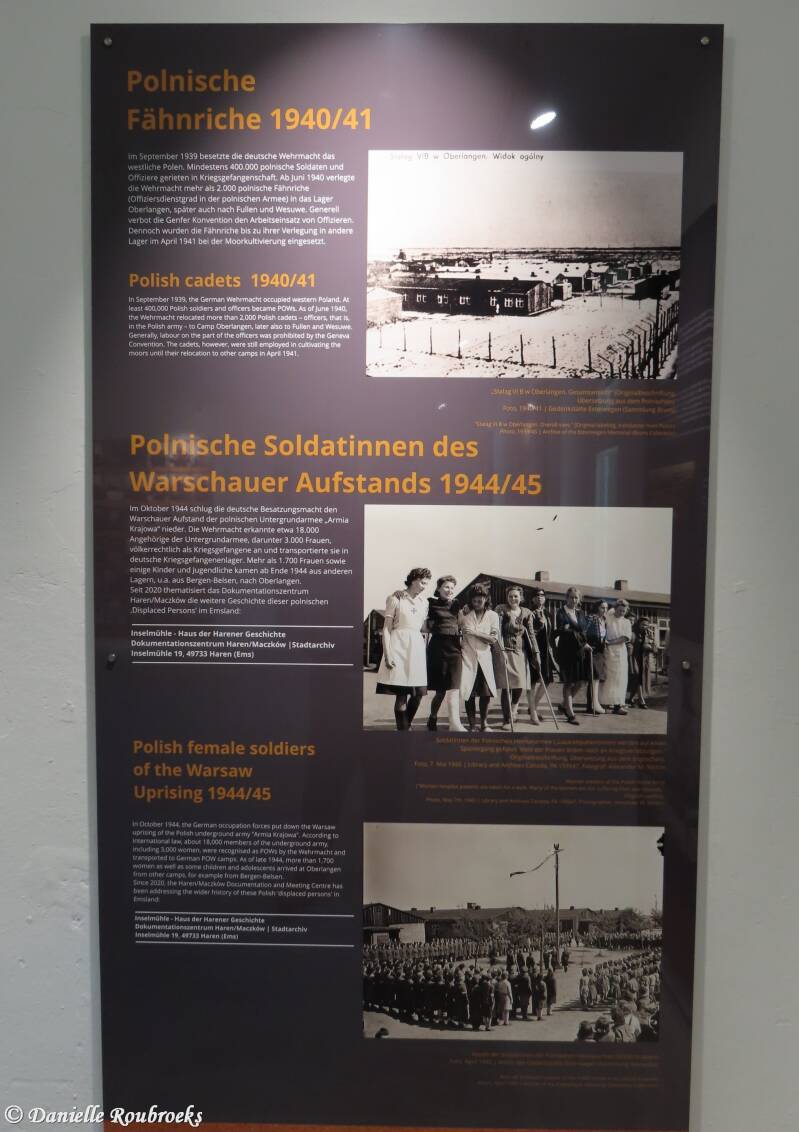 Polnische
Fähnriche 1940/41
Im September 1939 besetzte die deutsche Wehrmacht das
westliche Polen. Mindestens 400.000 polnische Soldaten und
Offiziere gerieten in Kriegsgefangenschaft. Ab Juni 1940 verlegte
die Wehrmacht mehr als 2.000 polnische Fähnriche
(Offiziersdienstgrad in der polnischen Armee) in das Lager
Oberlangen, später auch nach Fullen und Wesuwe. Generell
verbot die Genfer Konvention den Arbeitseinsatz von Offizieren.
Dennoch wurden die Fähnriche bis zu ihrer Verlegung in andere
Lager im April 1941 bei der Moorkultivierung eingesetzt.
Stalag VIB w Oberlangen. Widok ogólny
Polish cadets 1940/41
In September 1939, the German Wehrmacht occupied western Poland. At
least 400,000 Polish soldiers and officers became POWs. As of June 1940,
the Wehrmacht relocated more than 2,000 Polish cadets – officers, that is,
in the Polish army – to Camp Oberlangen, later also to Fullen and Wesuwe.
Generally, labour on the part of the officers was prohibited by the Geneva
Convention. The cadets, however, were still employed in cultivating the
moors until their relocation to other camps in April 1941.
„Stalag VI B w Oberlangen. Gesamtansicht" (Originalbeschriftung,
Übersetzung aus dem Polnischen)
"Stalag VI B w Oberlangen. Overall view."
Polnische Soldatinnen des
Warschauer Aufstands 1944/45
Im Oktober 1944 schlug die deutsche Besatzungsmacht den
Warschauer Aufstand der polnischen Untergrundarmee „Armia
Krajowa" nieder. Die Wehrmacht erkannte etwa 18.000
Angehörige der Untergrundarmee, darunter 3.000 Frauen,
völkerrechtlich als Kriegsgefangene an und transportierte sie in
deutsche Kriegsgefangenenlager. Mehr als 1.700 Frauen sowie
einige Kinder und Jugendliche kamen ab Ende 1944 aus anderen
Lagern, u.a. aus Bergen-Belsen, nach Oberlangen.
Seit 2020 thematisiert das Dokumentationszentrum
Haren/Maczków die weitere Geschichte dieser polnischen
‚Displaced Persons' im Emsland:
Inselmühle - Haus der Harener Geschichte
Dokumentationszentrum Haren/Maczków |Stadtarchiv
Inselmühle 19, 49733 Haren (Ems)
Polish female soldiers
of the Warsaw
Uprising 1944/45
In October 1944, the German occupation forces put down the Warsaw
uprising of the Polish underground army "Armia Krajowa". According to
international law, about 18,000 members of the underground army,
including 3,000 women, were recognised as POWs by the Wehrmacht and
transported to German POW camps. As of late 1944, more than 1,700
women as well as some children and adolescents arrived at Oberlangen
from other camps, for example from Bergen-Belsen.
Since 2020, the Haren/Maczków Documentation and Meeting Centre has
been addressing the wider history of these Polish 'displaced persons' in
Emsland:
Inselmühle - Haus der Harener Geschichte
Dokumentationszentrum Haren/Maczków | Stadtarchiv
Inselmühle 19, 49733 Haren (Ems)
© Danielle Roubroeks